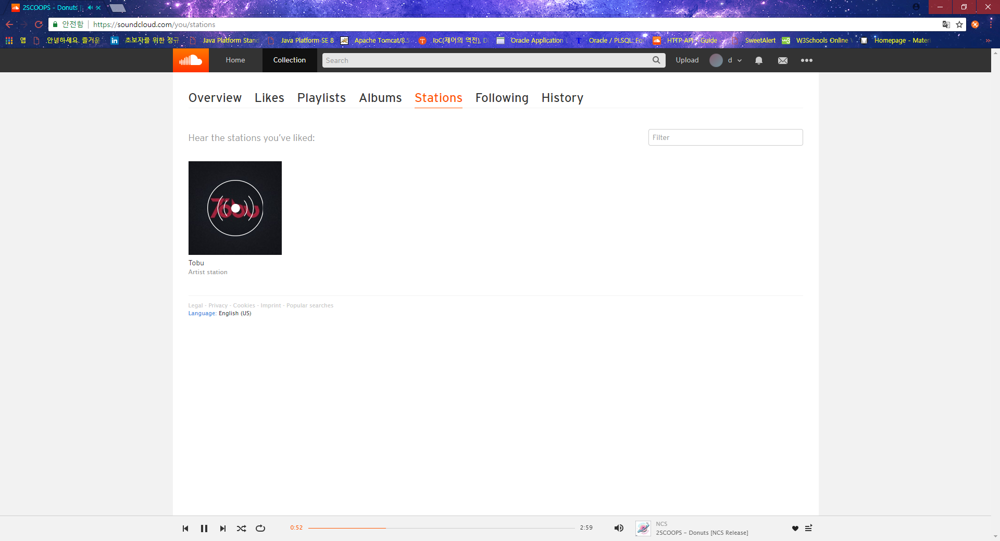 2SCOOPS - Donuts
안전함 https://soundcloud.com/you/stations
앱 안녕하세요. 즐거운 초보자를 위한 정규 Java Platform Stand Java Platform SE 8 Apache Tomcat/8.5 IoC(제어의 역전), DI Oracle Application Oracle / PLSQL: HTTP API - Guide SweetAlert W3Schools Online Homepage - Mater
Home Collection Search Upload d
Overview Likes Playlists Albums Stations Following History
Hear the stations you’ve liked: Filter
Tobu
Tobu
Artist station
Legal - Privacy - Cookies - Imprint - Popular searches
Language: English (US)
0:52 2:59
NCS
2SCOOPS - Donuts [NCS Release]